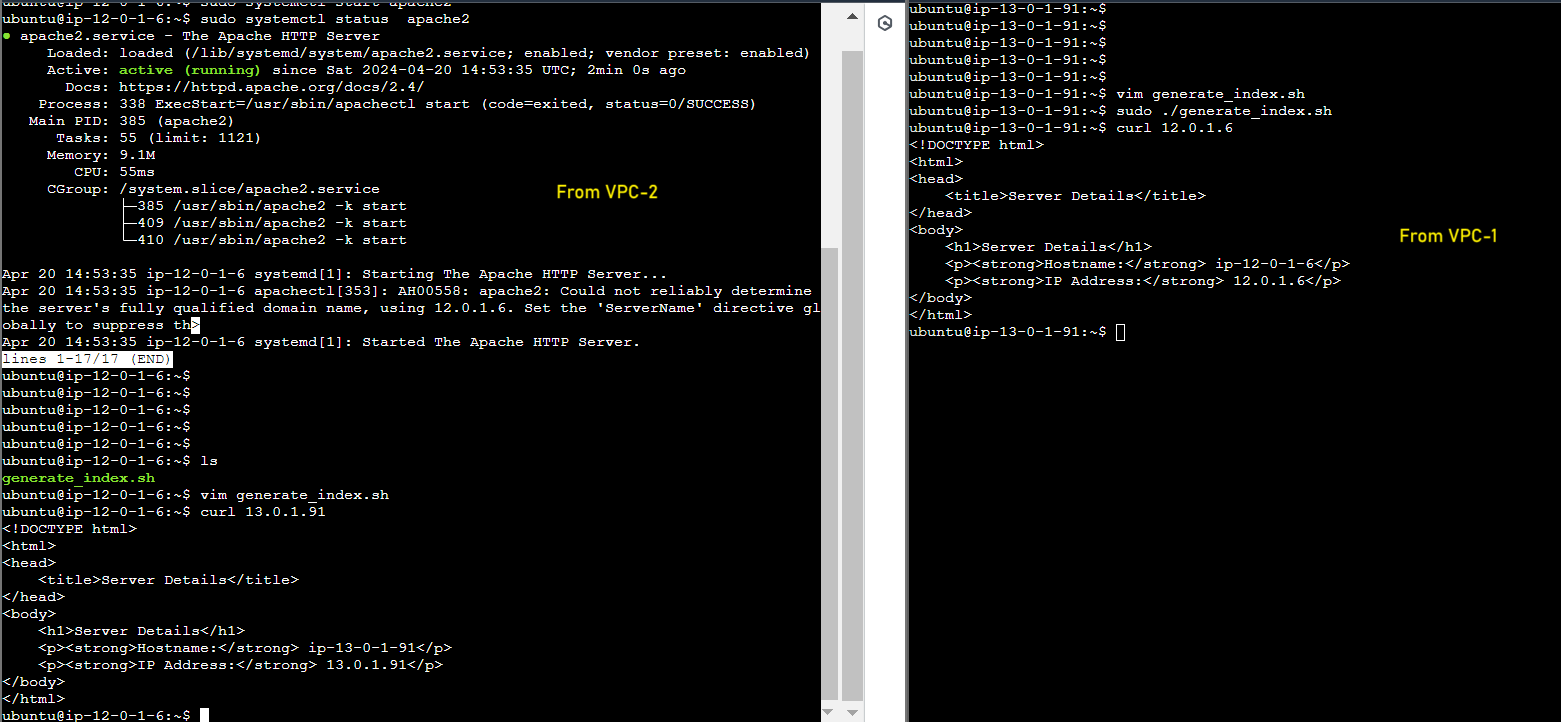 ubuntu@ip-12-0-1-6:~$ sudo systemctl start apache2
ubuntu@ip-12-0-1-6:~$ sudo systemctl status  apache2
● apache2.service - The Apache HTTP Server
     Loaded: loaded (/lib/systemd/system/apache2.service; enabled; vendor preset: enabled)
     Active: active (running) since Sat 2024-04-20 14:53:35 UTC; 2min 0s ago
       Docs: https://httpd.apache.org/docs/2.4/
    Process: 338 ExecStart=/usr/sbin/apachectl start (code=exited, status=0/SUCCESS)
   Main PID: 385 (apache2)
      Tasks: 55 (limit: 1121)
     Memory: 9.1M
        CPU: 55ms
     CGroup: /system.slice/apache2.service
             ├─385 /usr/sbin/apache2 -k start
             ├─409 /usr/sbin/apache2 -k start
             └─410 /usr/sbin/apache2 -k start
From VPC-2
Apr 20 14:53:35 ip-12-0-1-6 systemd[1]: Starting The Apache HTTP Server...
Apr 20 14:53:35 ip-12-0-1-6 apachectl[353]: AH00558: apache2: Could not reliably determine
the server's fully qualified domain name, using 12.0.1.6. Set the 'ServerName' directive gl
obally to suppress th>
Apr 20 14:53:35 ip-12-0-1-6 systemd[1]: Started The Apache HTTP Server.
lines 1-17/17 (END)
ubuntu@ip-12-0-1-6:~$
ubuntu@ip-12-0-1-6:~$
ubuntu@ip-12-0-1-6:~$
ubuntu@ip-12-0-1-6:~$
ubuntu@ip-12-0-1-6:~$
ubuntu@ip-12-0-1-6:~$ ls
generate_index.sh
ubuntu@ip-12-0-1-6:~$ vim generate_index.sh
ubuntu@ip-12-0-1-6:~$ curl 13.0.1.91
<!DOCTYPE html>
<html>
<head>
    <title>Server Details</title>
</head>
<body>
    <h1>Server Details</h1>
    <p><strong>Hostname:</strong> ip-13-0-1-91</p>
    <p><strong>IP Address:</strong> 13.0.1.91</p>
</body>
</html>
ubuntu@ip-12-0-1-6:~$
ubuntu@ip-13-0-1-91:~$
ubuntu@ip-13-0-1-91:~$
ubuntu@ip-13-0-1-91:~$
ubuntu@ip-13-0-1-91:~$
ubuntu@ip-13-0-1-91:~$
ubuntu@ip-13-0-1-91:~$ vim generate_index.sh
ubuntu@ip-13-0-1-91:~$ sudo ./generate_index.sh
ubuntu@ip-13-0-1-91:~$ curl 12.0.1.6
<!DOCTYPE html>
<html>
<head>
    <title>Server Details</title>
</head>
<body>
    <h1>Server Details</h1>
    <p><strong>Hostname:</strong> ip-12-0-1-6</p>
    <p><strong>IP Address:</strong> 12.0.1.6</p>
</body>
</html>
ubuntu@ip-13-0-1-91:~$
From VPC-1